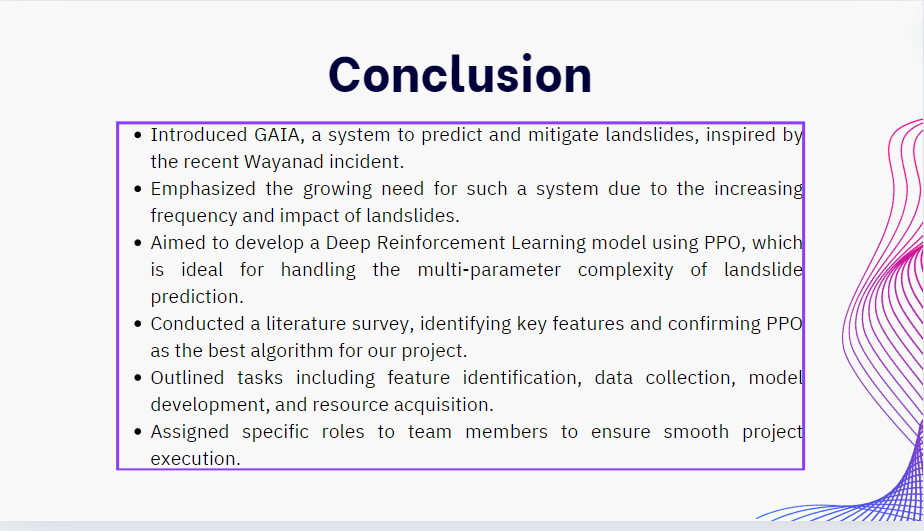 Conclusion
• Introduced GAIA, a system to predict and mitigate landslides, inspired by
the recent Wayanad incident.
• Emphasized the growing need for such a system due to the increasing
frequency and impact of landslides.
• Aimed to develop a Deep Reinforcement Learning model using PPO, which
is ideal for handling the multi-parameter complexity of landslide
prediction.
• Conducted a literature survey, identifying key features and confirming PPO
as the best algorithm for our project.
• Outlined tasks including feature identification, data collection, model
development, and resource acquisition.
• Assigned specific roles to team members to ensure smooth project
execution.